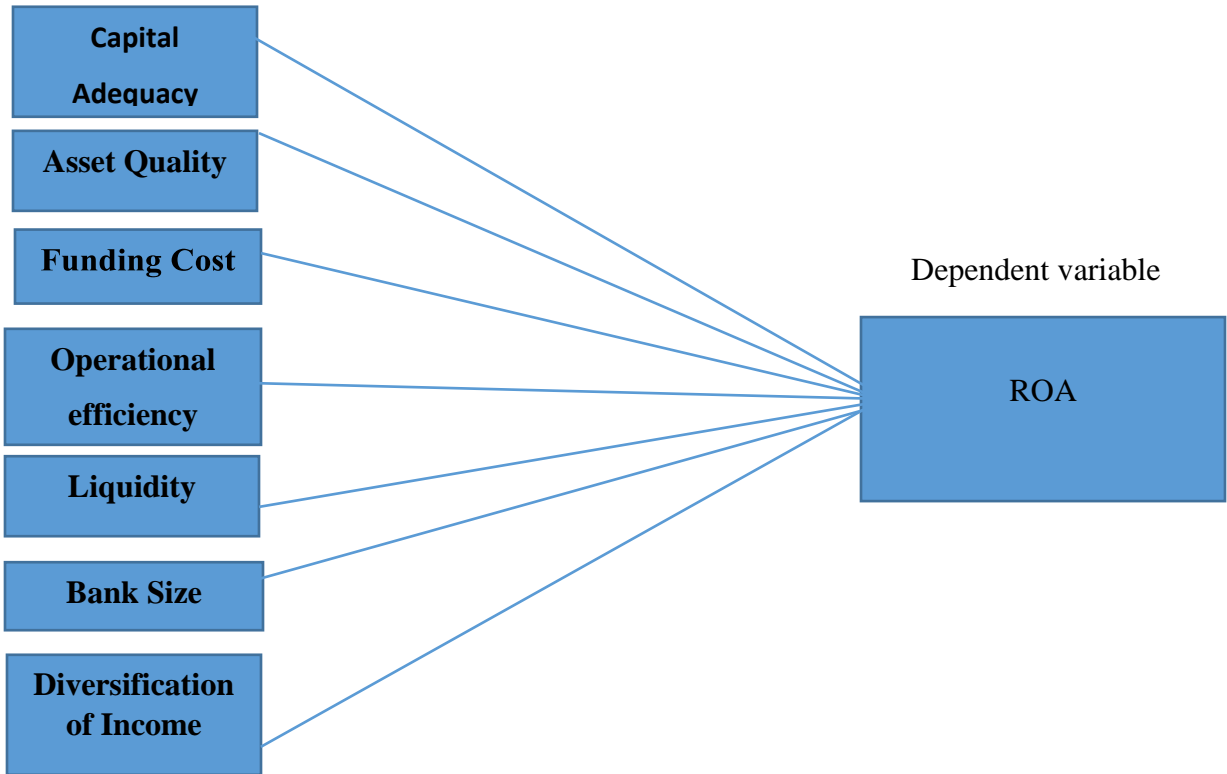 Capital
Adequacy
Asset Quality
Funding Cost
Dependent variable
Operational
efficiency
ROA
Liquidity
Bank Size
Diversification
of Income